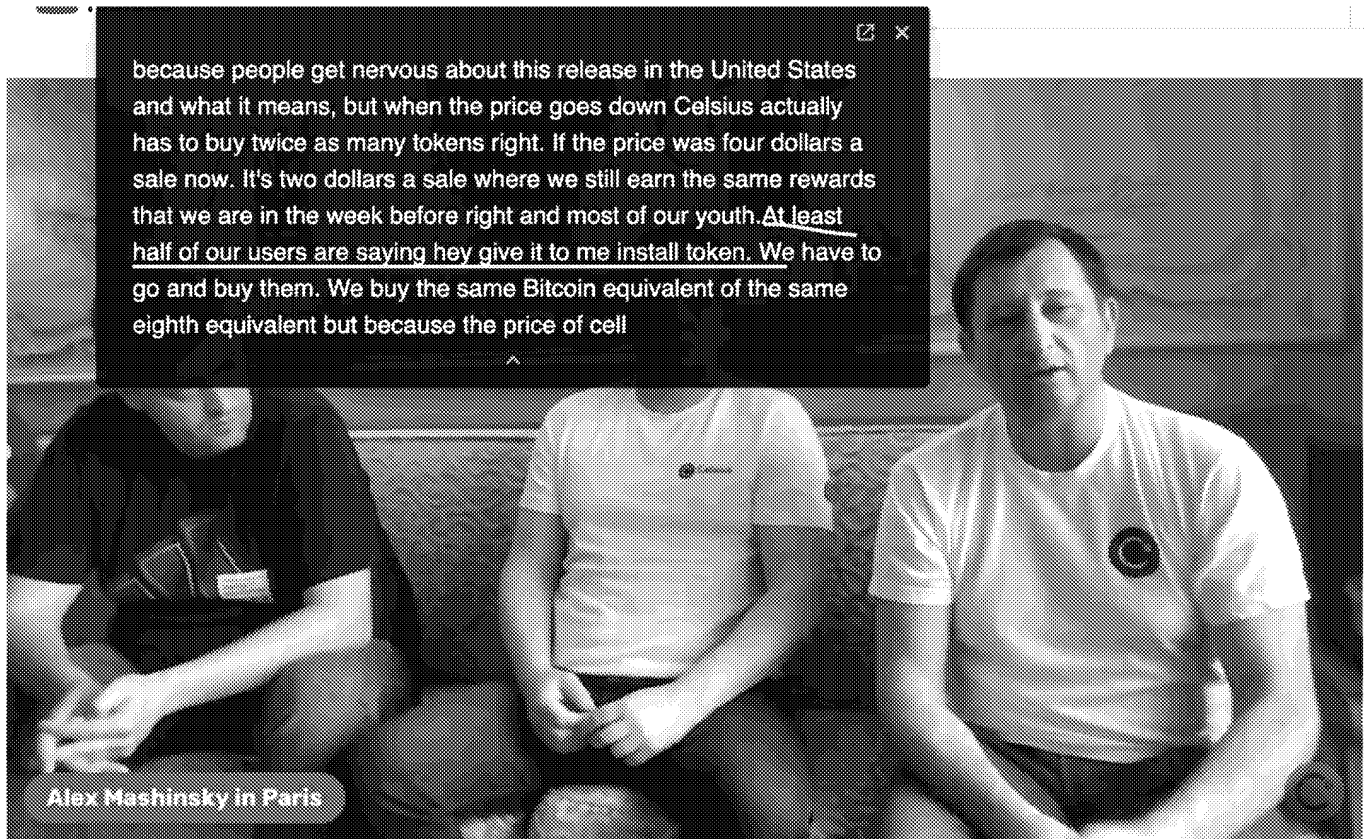 because people get nervous about this release in the United States
and what it means, but when the price goes down Celsius actually
has to buy twice as many tokens right. If the price was four dollars a
sale now. It's two dollars a sale where we still earn the same rewards
that we are in the week before right and most of our youth.At least
half of our users are saying hey give it to me install token. We have to
go and buy them. We buy the same Bitcoin equivalent of the same
eighth equivalent but because the price of cell
Celsius
Alex Mashinsky in Paris